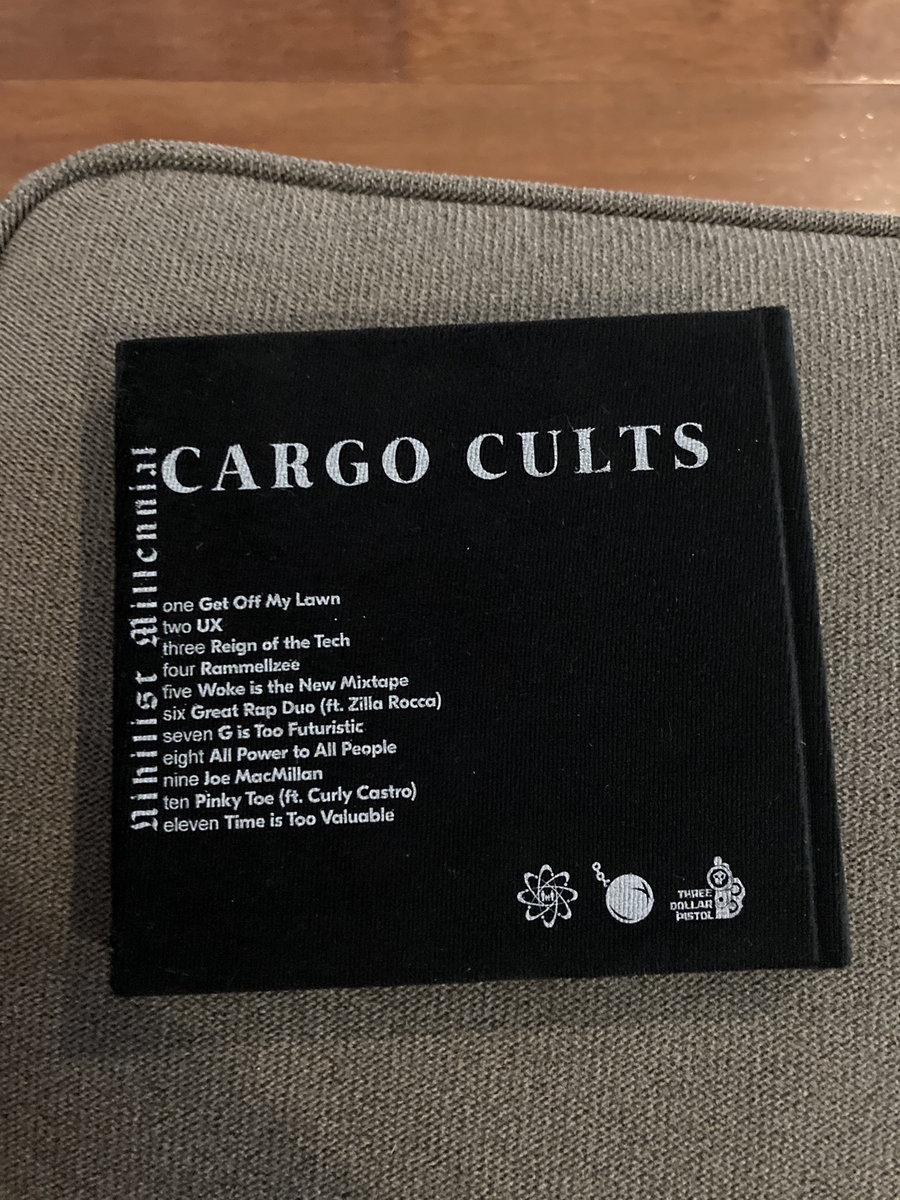 CARGO CULTS
Nihilist Millennial
one Get Off My Lawn
two UX
three Reign of the Tech
four Rammellzee
five Woke is the New Mixtape
six Great Rap Duo (ft. Zilla Rocca)
seven G is Too Futuristic
eight All Power to All People
nine Joe MacMillan
ten Pinky Toe (ft. Curly Castro)
eleven Time is Too Valuable
THREE
DOLLAR
PISTOL